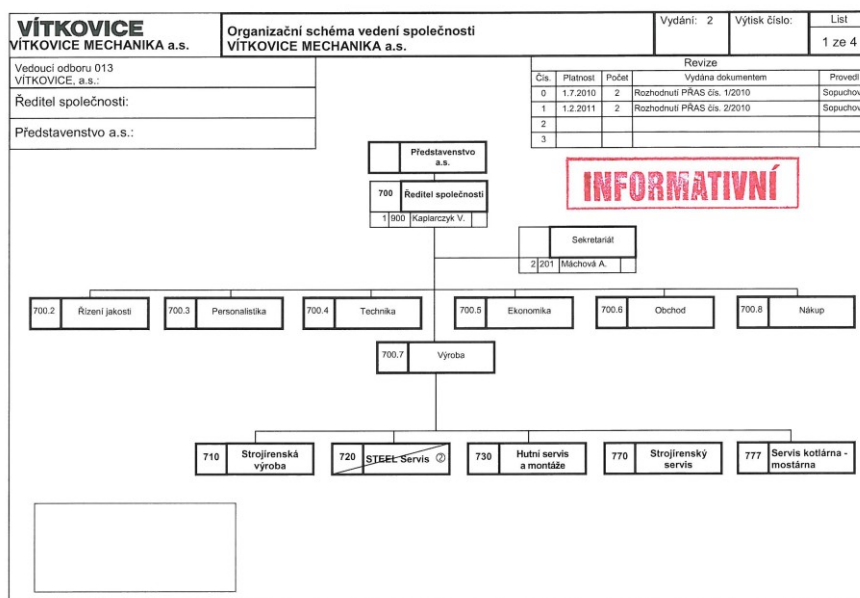 VÍTKOVICE
VÍTKOVICE MECHANIKA a.s.
Organizační schéma vedení společnosti
VÍTKOVICE MECHANIKA a.s.
Vydání: 2
Výtisk číslo:
List
1 ze 4
Vedoucí odboru 013
VÍTKOVICE, a.s.:
Ředitel společnosti:
Představenstvo a.s.:
Revize
Čís. Platnost Počet Vydána dokumentem Provedl
0 1.7.2010 2 Rozhodnutí PŘAS čís. 1/2010 Sopuchov
1 1.2.2011 2 Rozhodnutí PŘAS čís. 2/2010 Sopuchov
2
3
INFORMATIVNÍ
Představenstvo
a.s.
700 Ředitel společnosti
1 900 Kaplarczyk V.
Sekretariát
2 201 Máchová A.
700.2 Řízení jakosti
700.3 Personalistika
700.4 Technika
700.5 Ekonomika
700.6 Obchod
700.8 Nákup
700.7 Výroba
710 Strojírenská
výroba
720 STEEL Servis ②
730 Hutní servis
a montáže
770 Strojírenský
servis
777 Servis kotlárna -
mostárna